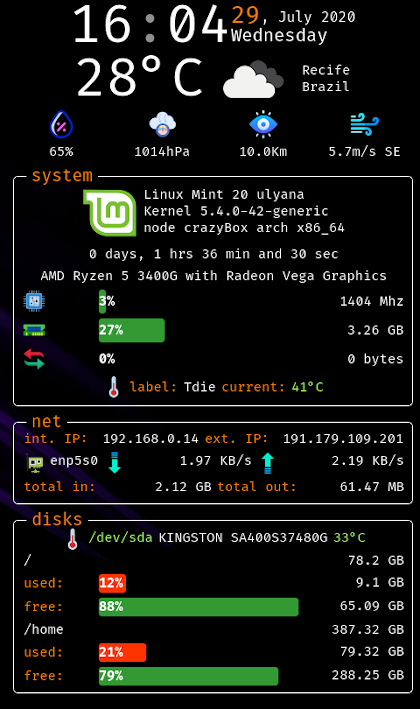 16:04 29, July 2020
Wednesday
28°C Recife
Brazil
65% 1014hPa 10.0Km 5.7m/s SE
system
Linux Mint 20 ulyana
Kernel 5.4.0-42-generic
node crazyBox arch x86_64
0 days, 1 hrs 36 min and 30 sec
AMD Ryzen 5 3400G with Radeon Vega Graphics
3% 1404 Mhz
27% 3.26 GB
0% 0 bytes
label: Tdie current: 41°C
net
int. IP: 192.168.0.14 ext. IP: 191.179.109.201
enp5s0 1.97 KB/s 2.19 KB/s
total in: 2.12 GB total out: 61.47 MB
disks
/dev/sda KINGSTON SA400S37480G 33°C
/ 78.2 GB
used: 12% 9.1 GB
free: 88% 65.09 GB
/home 387.32 GB
used: 21% 79.32 GB
free: 79% 288.25 GB